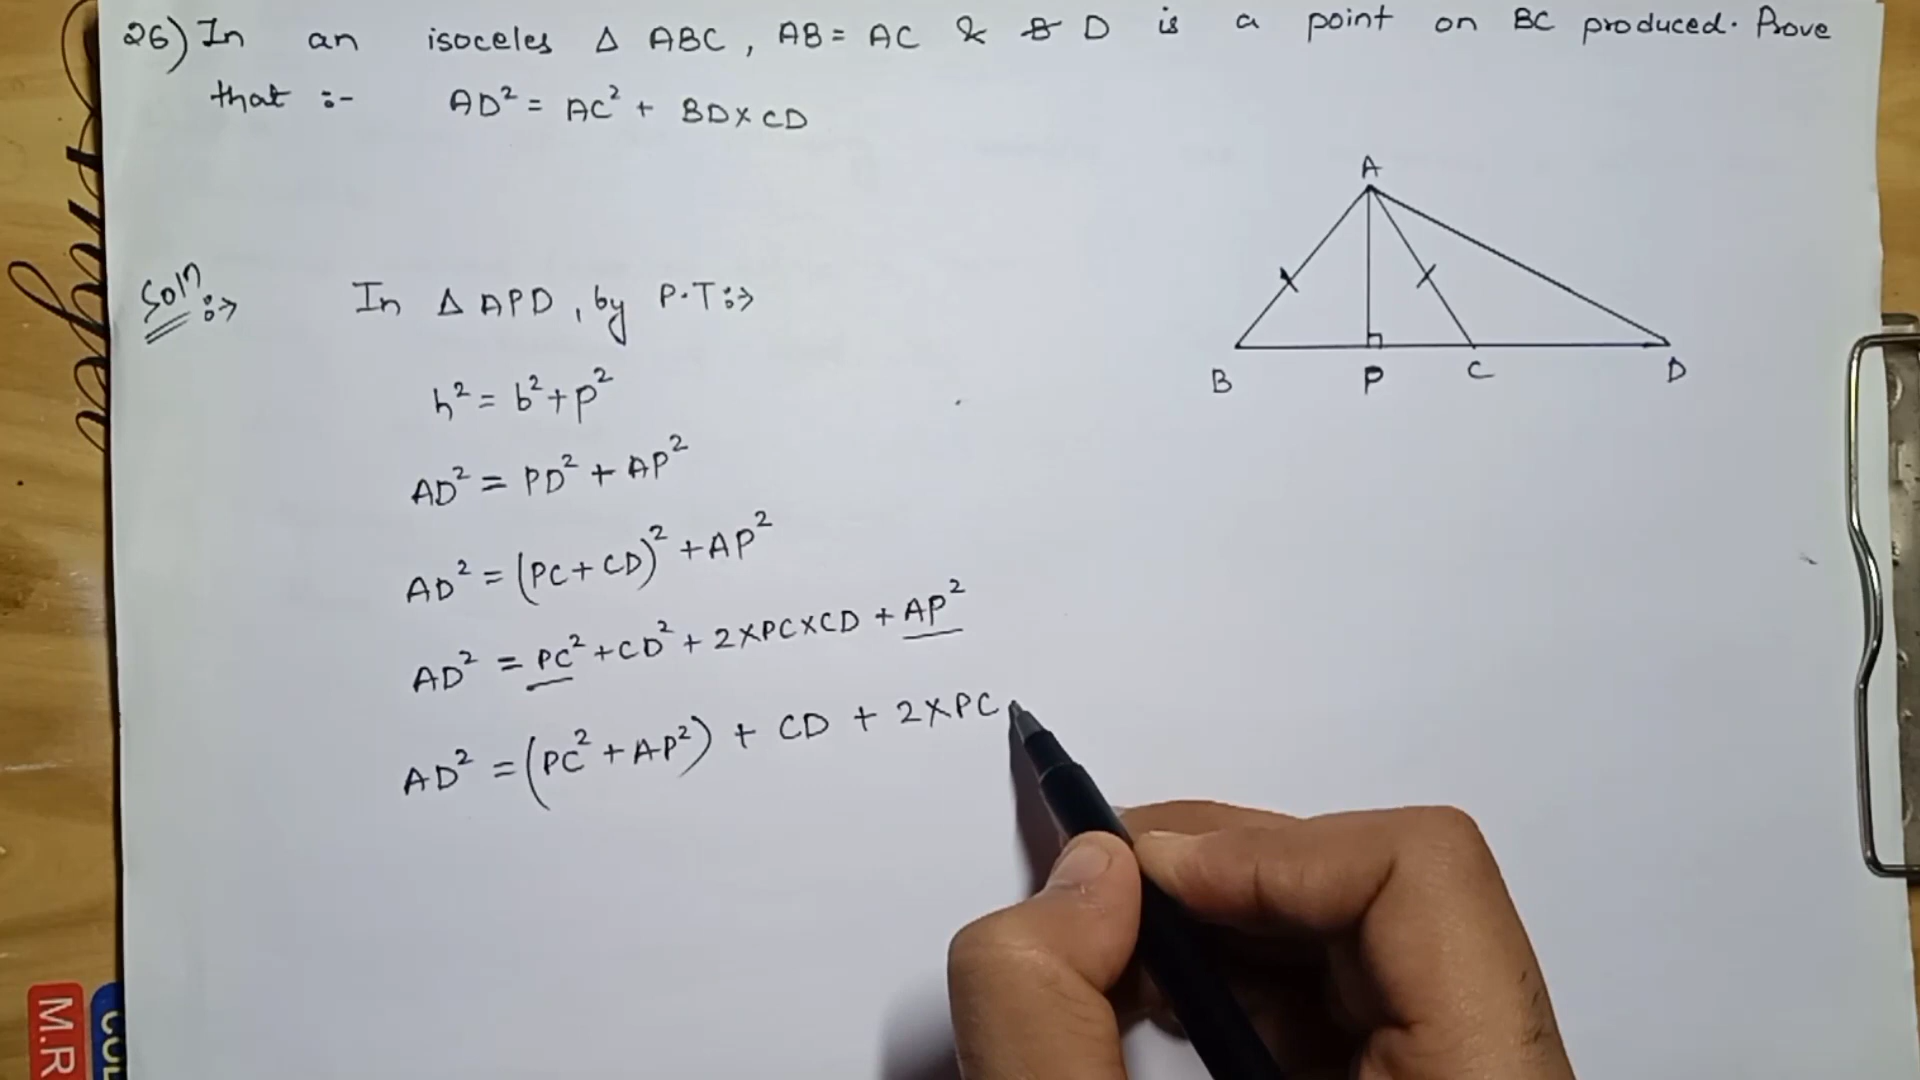 26) In an isoceles Δ ABC, AB = AC & D is a point on BC produced. Prove
that :- AD² = AC² + BD×CD
A
B P C D
Soln :→ In Δ APD, by P.T :→
h² = b² + p²
AD² = PD² + AP²
AD² = (PC + CD)² + AP²
AD² = PC² + CD² + 2×PC×CD + AP²
AD² = (PC² + AP²) + CD + 2×PC
M.R